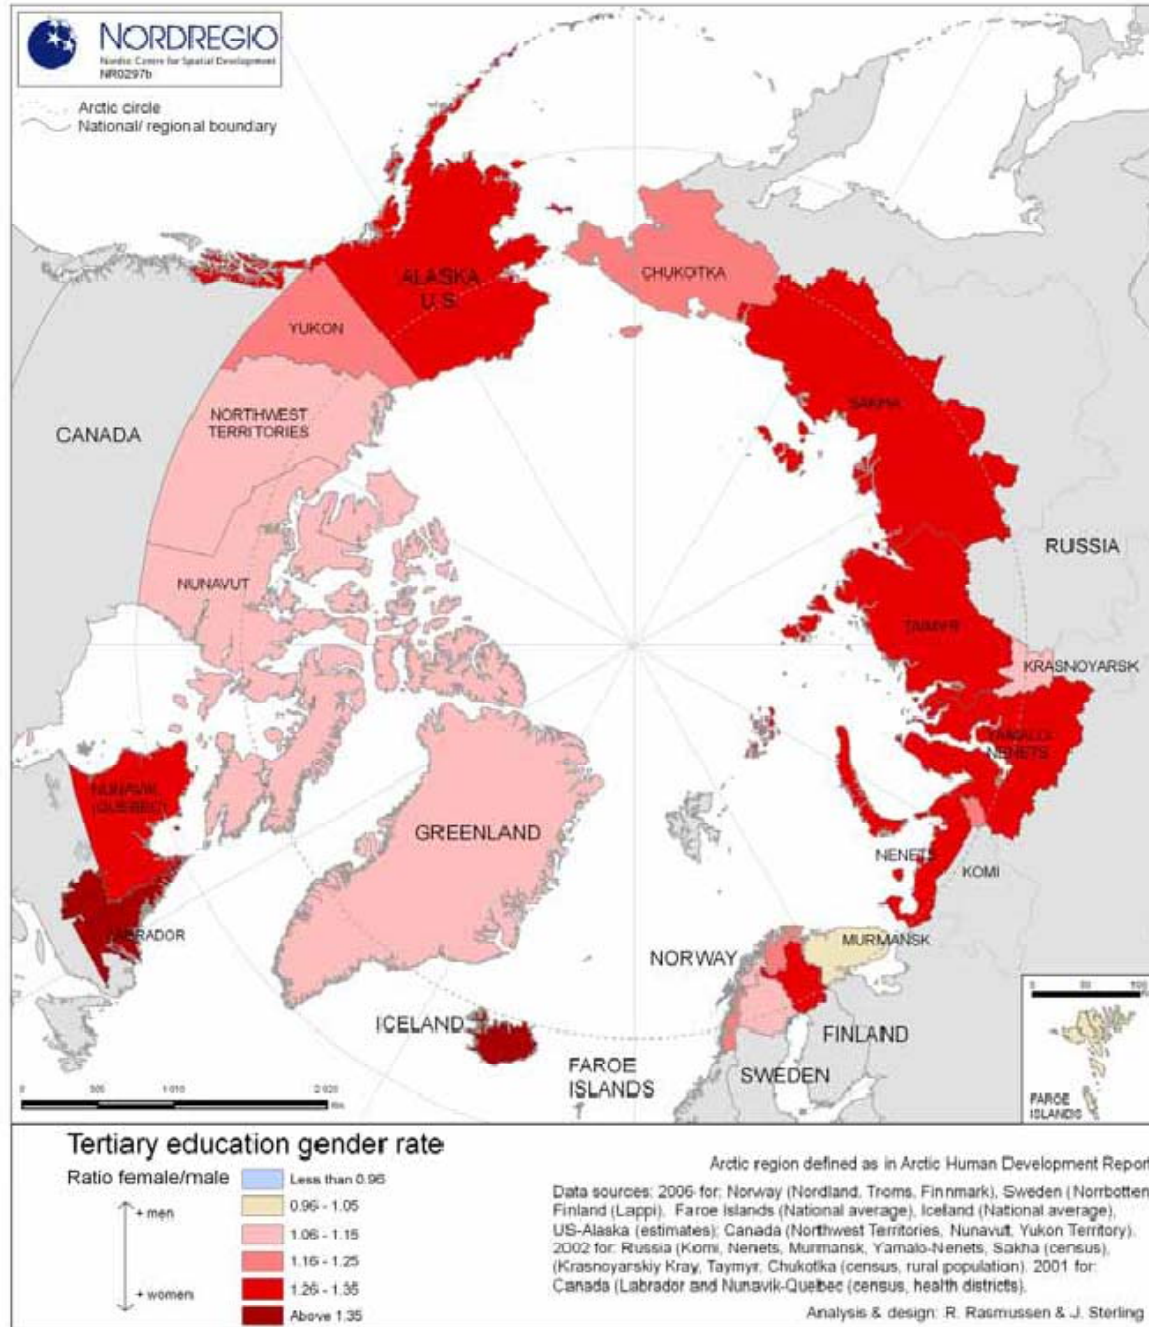 NORDREGIO
Nordic Centre for Spatial Development
NR0297b
Arctic circle
National/ regional boundary
ALASKA
U.S.
CHUKOTKA
YUKON
NORTHWEST
TERRITORIES
CANADA
SAKHA
RUSSIA
NUNAVUT
TAIMYR
KRASNOYARSK
YAMALO-
NENETS
NUNAVIK
(QUEBEC)
GREENLAND
NENETS
KOMI
LABRADOR
MURMANSK
NORWAY
ICELAND
FINLAND
FAROE
ISLANDS
SWEDEN
FAROE
ISLANDS
0 505 1 010 2 020
Km
Tertiary education gender rate
Ratio female/male
+ men
+ women
Less than 0.96
0.96 - 1.05
1.06 - 1.15
1.16 - 1.25
1.26 - 1.35
Above 1.35
Arctic region defined as in Arctic Human Development Report
Data sources: 2006 for: Norway (Nordland, Troms, Finnmark), Sweden (Norrbotten
Finland (Lappi), Faroe Islands (National average), Iceland (National average),
US-Alaska (estimates); Canada (Northwest Territories, Nunavut, Yukon Territory).
2002 for: Russia (Komi, Nenets, Murmansk, Yamalo-Nenets, Sakha (census),
(Krasnoyarskiy Kray, Taymyr, Chukotka (census, rural population). 2001 for:
Canada (Labrador and Nunavik-Quebec (census, health districts).
Analysis & design: R. Rasmussen & J. Sterling